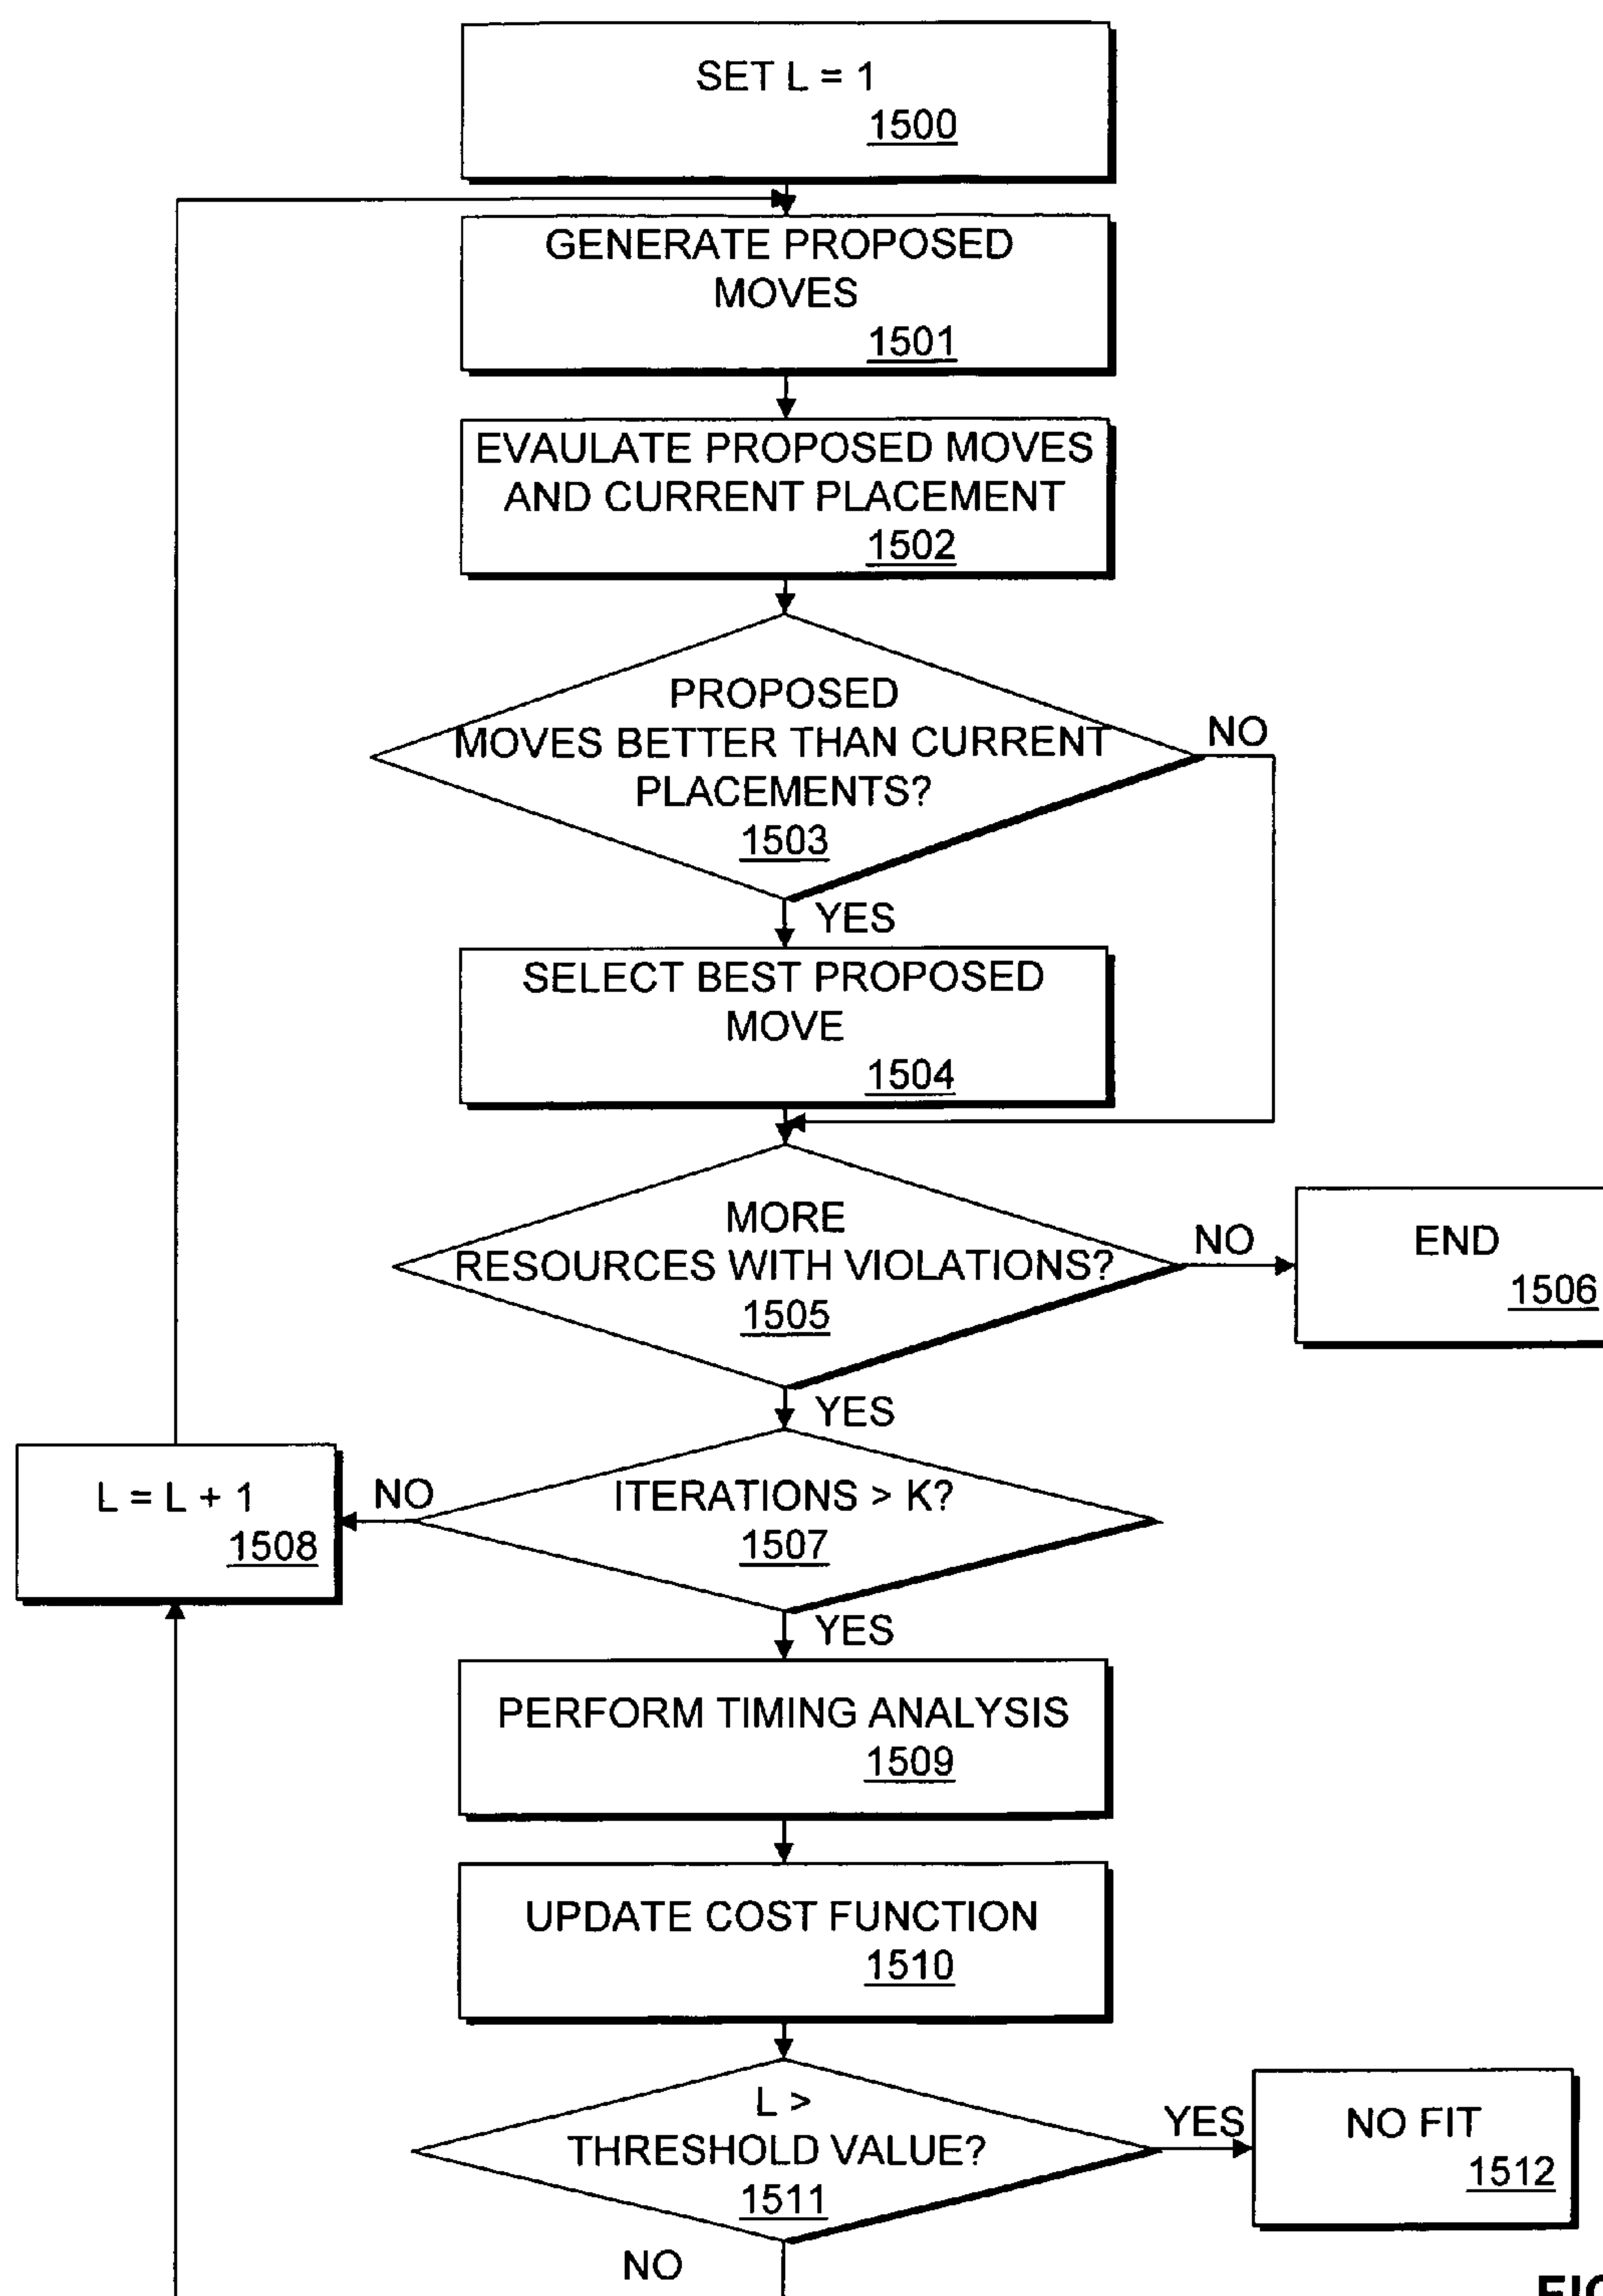 SET L = 1
1500
GENERATE PROPOSED
MOVES
1501
EVAULATE PROPOSED MOVES
AND CURRENT PLACEMENT
1502
PROPOSED
MOVES BETTER THAN CURRENT
PLACEMENTS?
1503
NO
YES
SELECT BEST PROPOSED
MOVE
1504
MORE
RESOURCES WITH VIOLATIONS?
1505
NO
END
1506
YES
ITERATIONS > K?
1507
NO
L = L + 1
1508
YES
PERFORM TIMING ANALYSIS
1509
UPDATE COST FUNCTION
1510
L >
THRESHOLD VALUE?
1511
YES
NO FIT
1512
NO